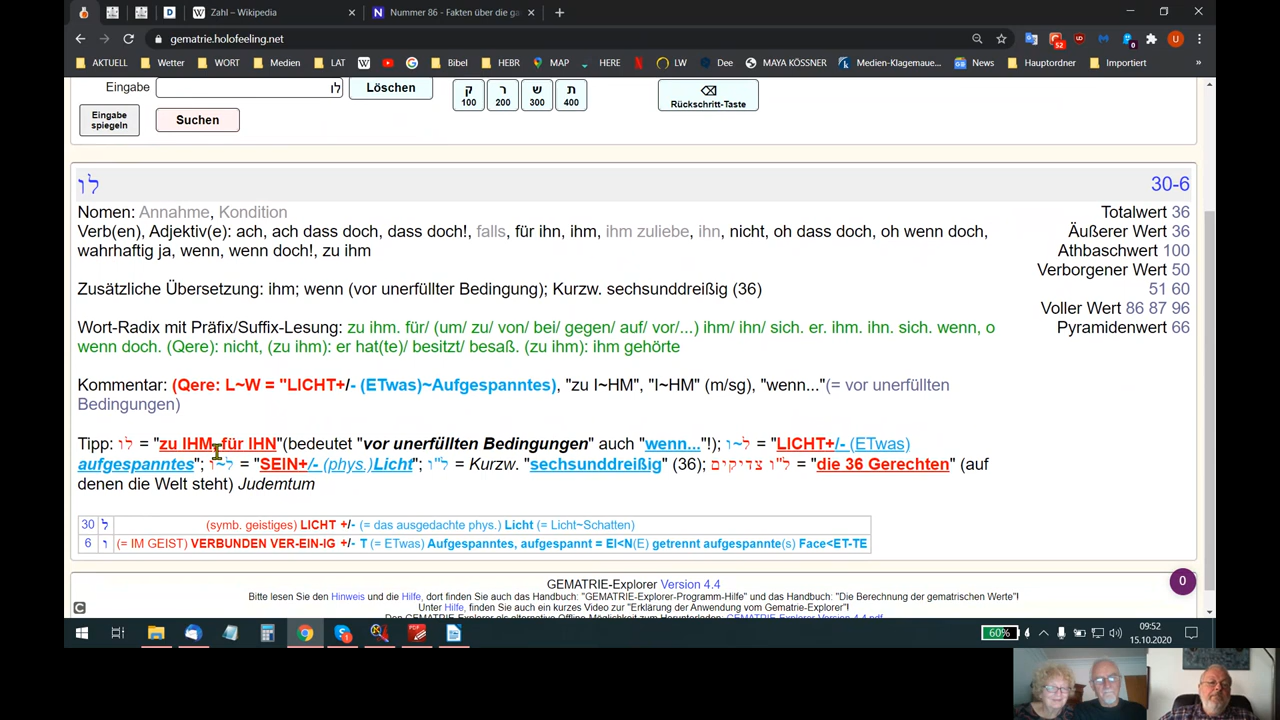 Zahl – Wikipedia
Nummer 86 - Fakten über die ga
gematrie.holofeeling.net
AKTUELL Wetter WORT Medien LAT Bibel HEBR MAP HERE LW Dee MAYA KÖSSNER Medien-Klagemaue... News Hauptordner Importiert »
Eingabe לו Löschen ק 100 ר 200 ש 300 ת 400 Rückschritt-Taste
Eingabe spiegeln Suchen
לו 30-6
Nomen: Annahme, Kondition Totalwert 36
Verb(en), Adjektiv(e): ach, ach dass doch, dass doch!, falls, für ihn, ihm, ihm zuliebe, ihn, nicht, oh dass doch, oh wenn doch, Äußerer Wert 36
wahrhaftig ja, wenn, wenn doch!, zu ihm Athbaschwert 100
Verborgener Wert 50
Zusätzliche Übersetzung: ihm; wenn (vor unerfüllter Bedingung); Kurzw. sechsunddreißig (36) 51 60
Voller Wert 86 87 96
Wort-Radix mit Präfix/Suffix-Lesung: zu ihm. für/ (um/ zu/ von/ bei/ gegen/ auf/ vor/...) ihm/ ihn/ sich. er. ihm. ihn. sich. wenn, o Pyramidenwert 66
wenn doch. (Qere): nicht, (zu ihm): er hat(te)/ besitzt/ besaß. (zu ihm): ihm gehörte
Kommentar: (Qere: L~W = "LICHT+/- (ETwas)~Aufgespanntes), "zu I~HM", "I~HM" (m/sg), "wenn..."(= vor unerfüllten
Bedingungen)
Tipp: לו = "zu IHM, für IHN"(bedeutet "vor unerfüllten Bedingungen" auch "wenn..."!); ל~ו = "LICHT+/- (ETwas)
aufgespanntes"; ל~ו = "SEIN+/- (phys.)Licht"; ל"ו = Kurzw. "sechsunddreißig" (36); ל"ו צדיקים = "die 36 Gerechten" (auf
denen die Welt steht) Judemtum
30 ל (symb. geistiges) LICHT +/- (= das ausgedachte phys.) Licht (= Licht~Schatten)
6 ו (= IM GEIST) VERBUNDEN VER-EIN-IG +/- T (= ETwas) Aufgespanntes, aufgespannt = EI<N(E) getrennt aufgespannte(s) Face<ET-TE
0
GEMATRIE-Explorer Version 4.4
Bitte lesen Sie den Hinweis und die Hilfe, dort finden Sie auch das Handbuch: "GEMATRIE-Explorer-Programm-Hilfe" und das Handbuch: "Die Berechnung der gematrischen Werte"!
Unter Hilfe, finden Sie auch ein kurzes Video zur "Erklärung der Anwendung vom Gematrie-Explorer"!
60% 09:52
15.10.2020